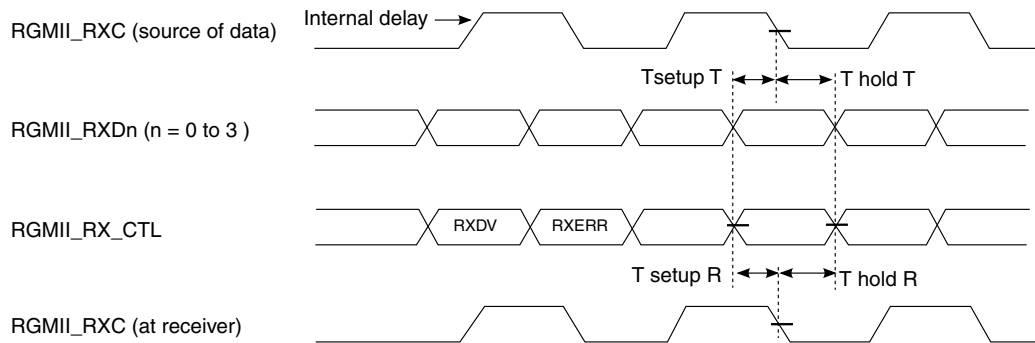 Internal delay
RGMII_RXC (source of data)
Tsetup T
T hold T
RGMII_RXDn (n = 0 to 3 )
RGMII_RX_CTL
RXDV
RXERR
T setup R
T hold R
RGMII_RXC (at receiver)